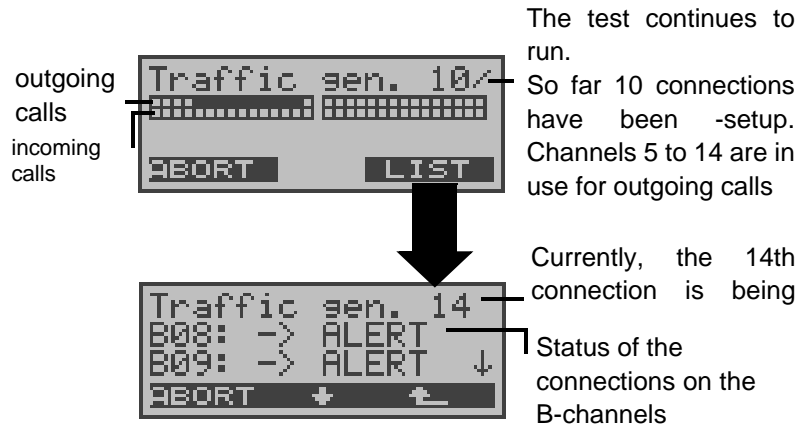 The test continues to
run.
So far 10 connections
have been -setup.
Channels 5 to 14 are in
use for outgoing calls
outgoing
calls
incoming
calls
Traffic gen. 10/
ABORT LIST
Currently, the 14th
connection is being
Traffic gen. 14
B08: -> ALERT
B09: -> ALERT ↓
ABORT
Status of the
connections on the
B-channels